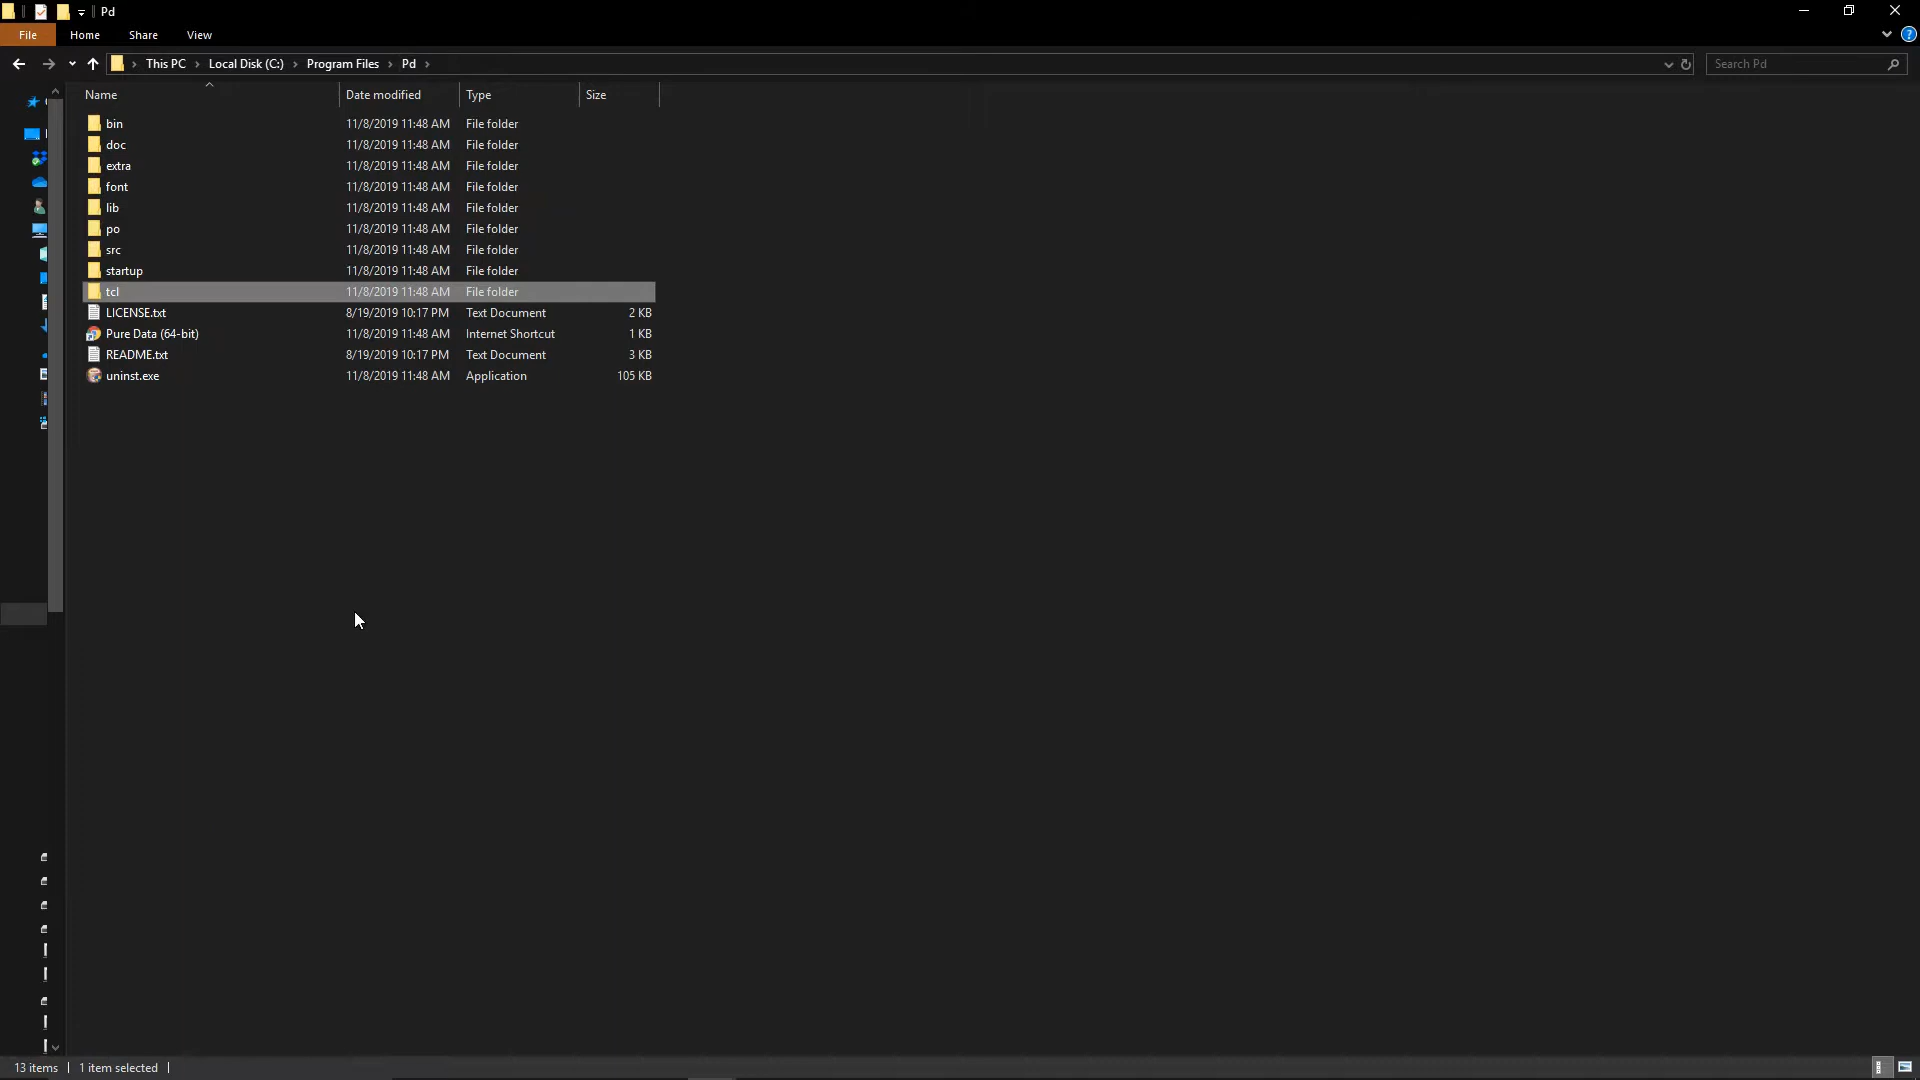 Pd
File Home Share View
This PC Local Disk (C:) Program Files Pd Search Pd
Name Date modified Type Size
bin 11/8/2019 11:48 AM File folder
doc 11/8/2019 11:48 AM File folder
extra 11/8/2019 11:48 AM File folder
font 11/8/2019 11:48 AM File folder
lib 11/8/2019 11:48 AM File folder
po 11/8/2019 11:48 AM File folder
src 11/8/2019 11:48 AM File folder
startup 11/8/2019 11:48 AM File folder
tcl 11/8/2019 11:48 AM File folder
LICENSE.txt 8/19/2019 10:17 PM Text Document 2 KB
Pure Data (64-bit) 11/8/2019 11:48 AM Internet Shortcut 1 KB
README.txt 8/19/2019 10:17 PM Text Document 3 KB
uninst.exe 11/8/2019 11:48 AM Application 105 KB
13 items 1 item selected